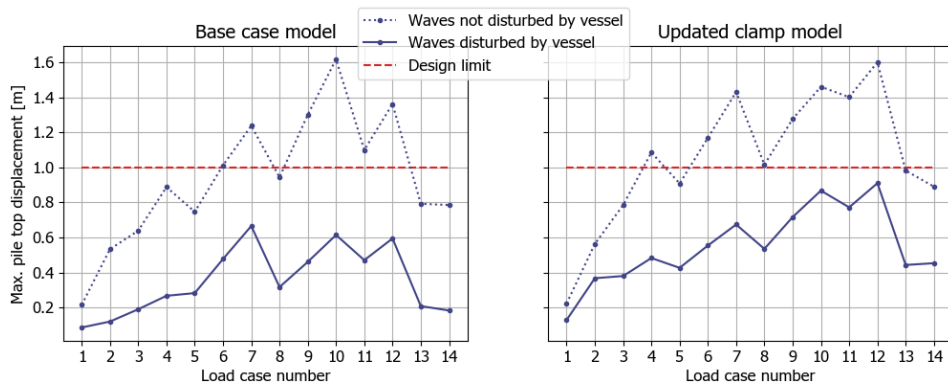 Waves not disturbed by vessel
Waves disturbed by vessel
Design limit
Base case model
Max. pile top displacement [m]
1.6
1.4
1.2
1.0
0.8
0.6
0.4
0.2
1 2 3 4 5 6 7 8 9 10 11 12 13 14
Load case number
Updated clamp model
1 2 3 4 5 6 7 8 9 10 11 12 13 14
Load case number